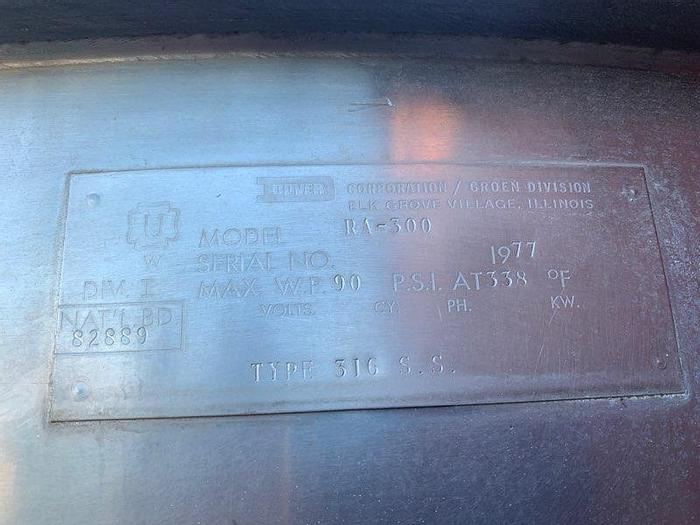 DOVER CORPORATION / GROEN DIVISION
ELK GROVE VILLAGE, ILLINOIS
U
W
MODEL RA-300
SERIAL NO. 1977
DIV. I MAX. W.P. 90 P.S.I. AT 338 °F
NAT'L BD. VOLTS. CY. PH. KW.
82889
TYPE 316 S.S.